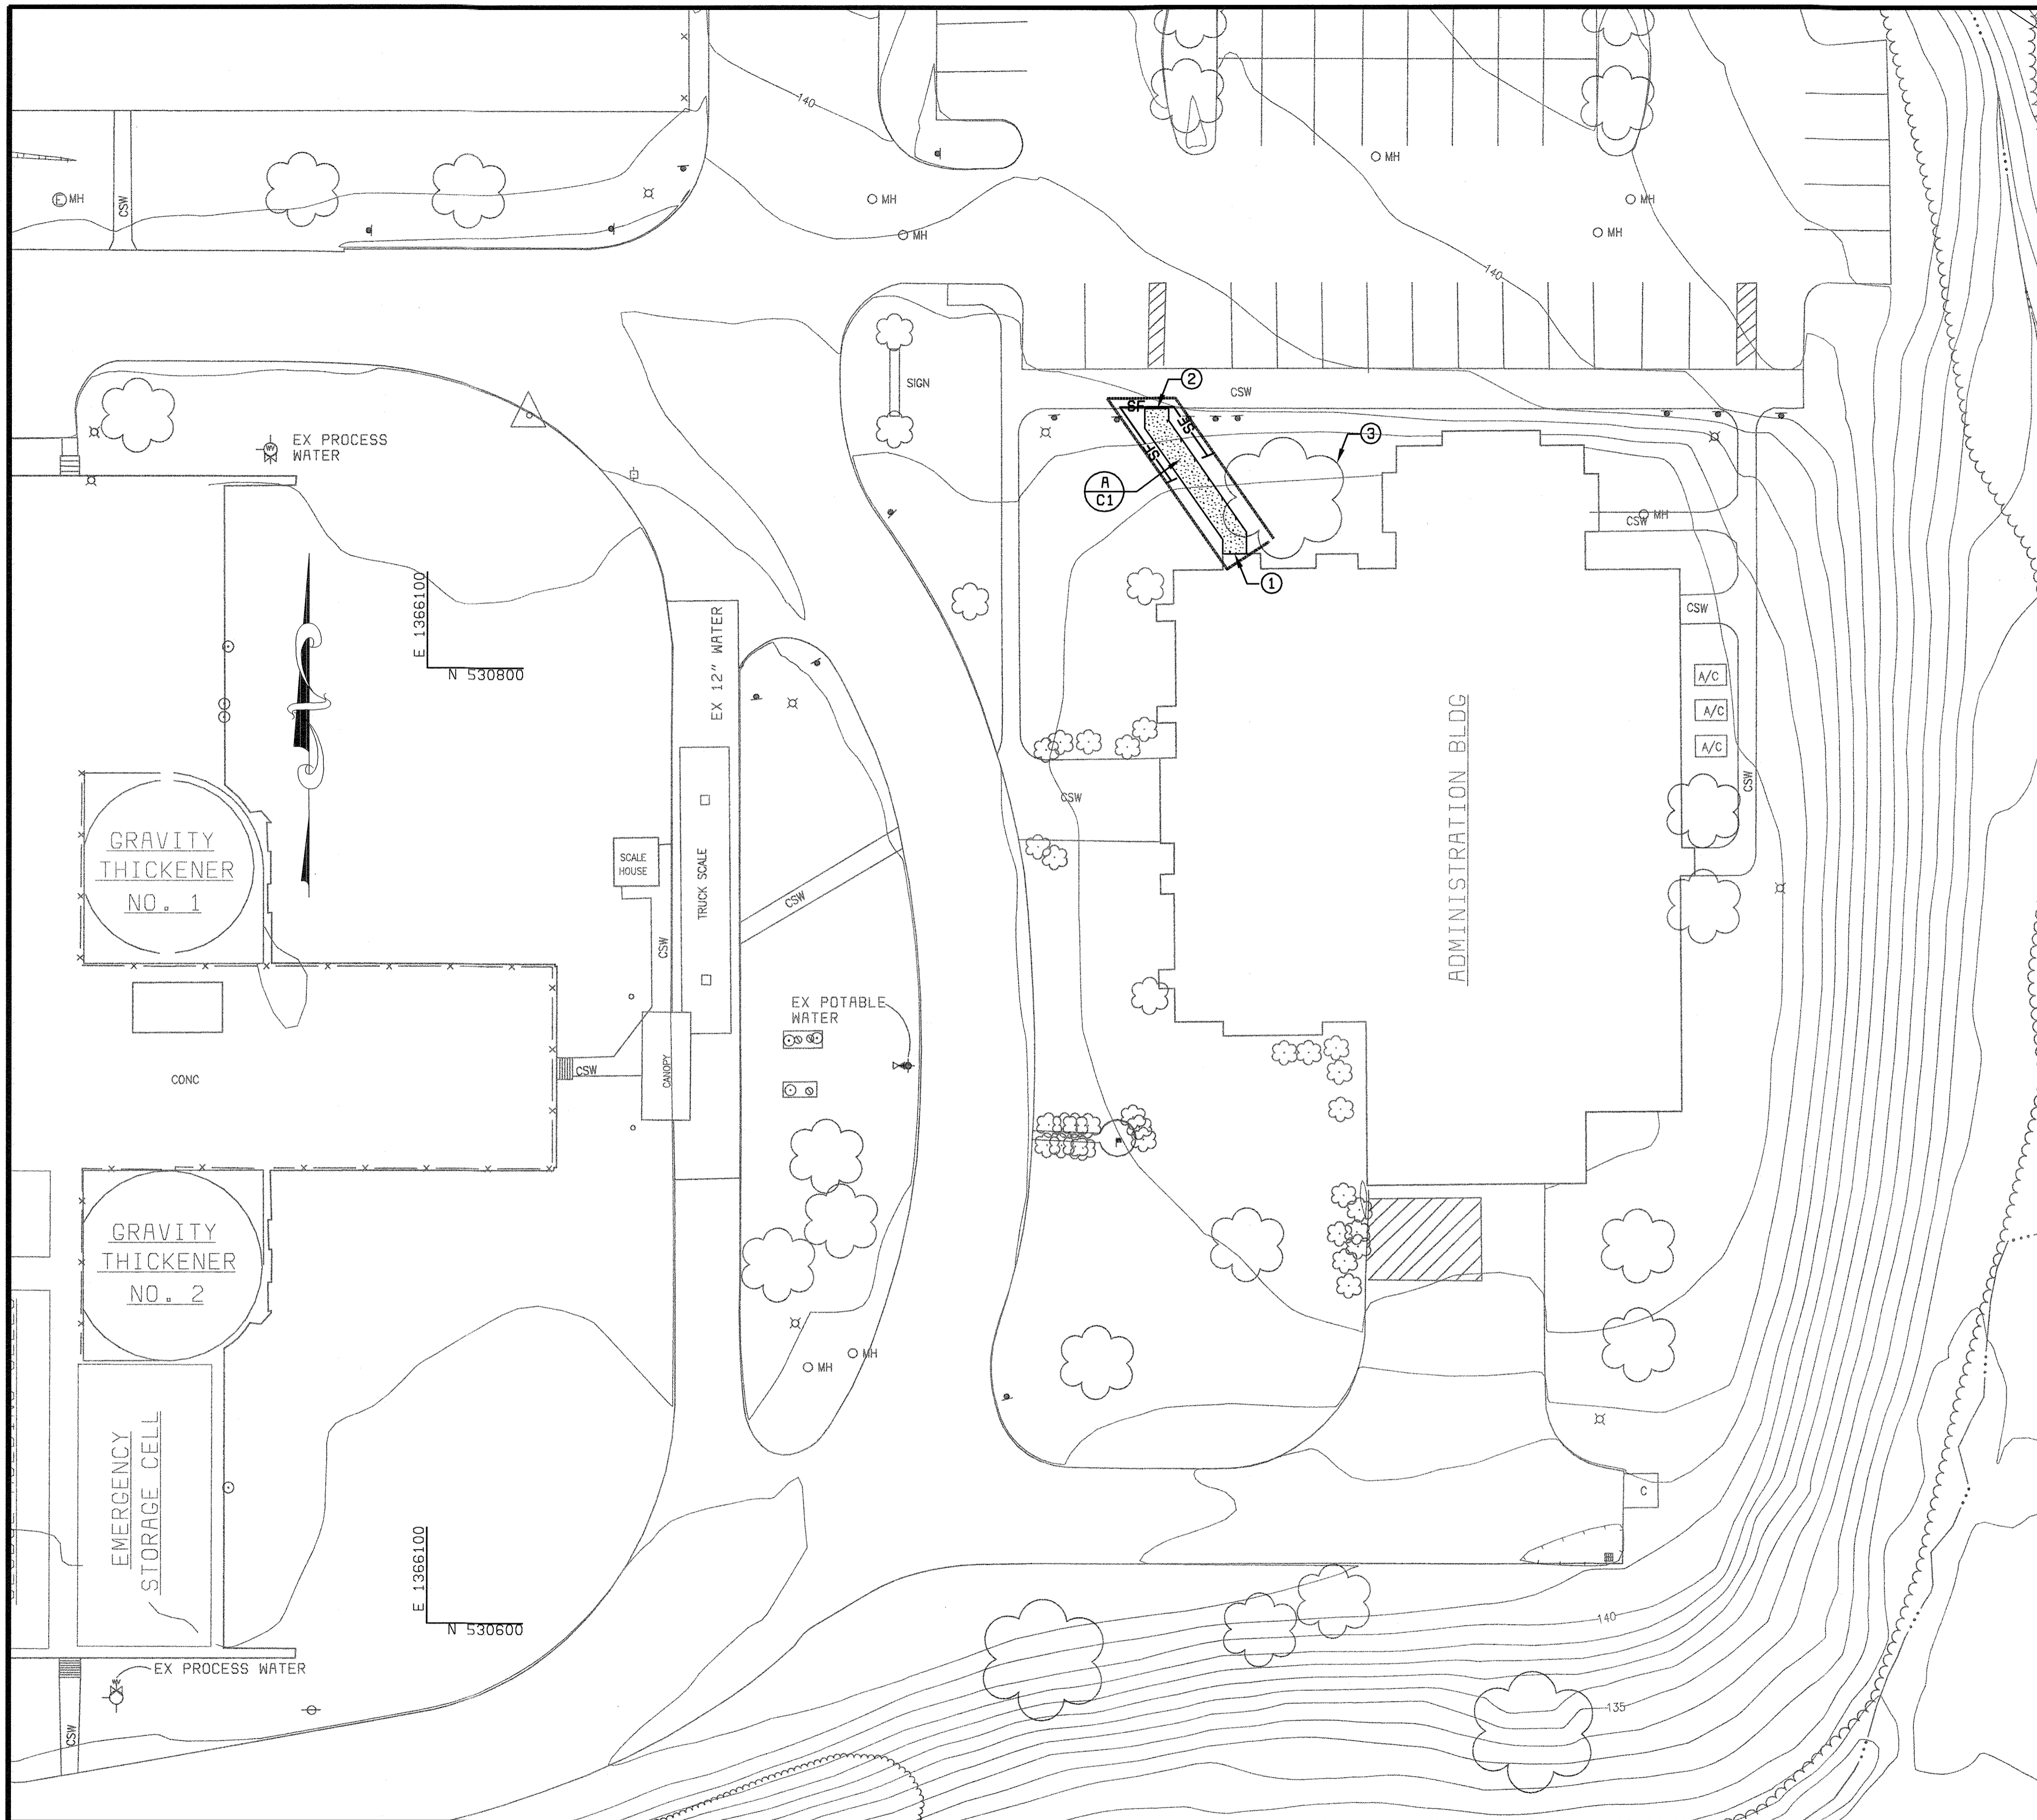 140
MH
MH
E MH
CSW
MH
MH
MH
MH
140
SIGN
CSW
2
SF
SF
SF
3
A
C1
1
EX PROCESS
WATER
CSW
MH
E 1366100
N 530800
EX 12" WATER
CSW
A/C
A/C
A/C
CSW
CSW
GRAVITY
THICKENER
NO. 1
SCALE
HOUSE
TRUCK SCALE
CSW
CSW
ADMINISTRATION BLDG
EX POTABLE
WATER
CONC
CSW
CANOPY
GRAVITY
THICKENER
NO. 2
MH
MH
EMERGENCY
STORAGE CELL
C
E 1366100
N 530600
140
WV
EX PROCESS WATER
135
CSW